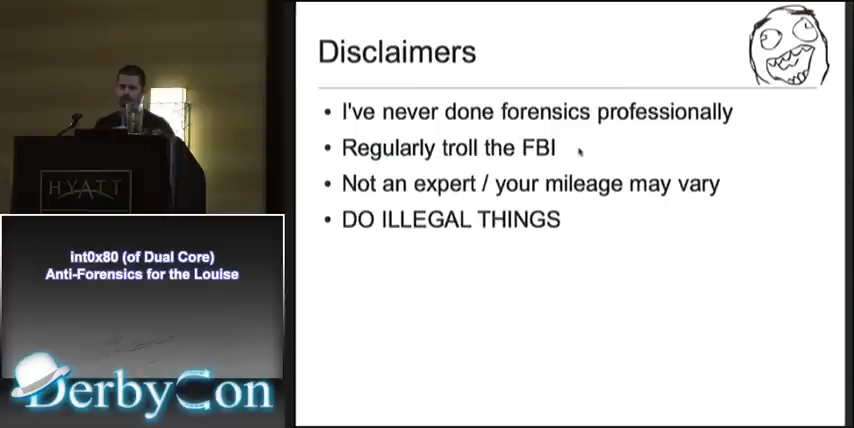 Disclaimers
• I've never done forensics professionally
• Regularly troll the FBI
• Not an expert / your mileage may vary
• DO ILLEGAL THINGS
HYATT
int0x80 (of Dual Core)
Anti-Forensics for the Louise
DerbyCon